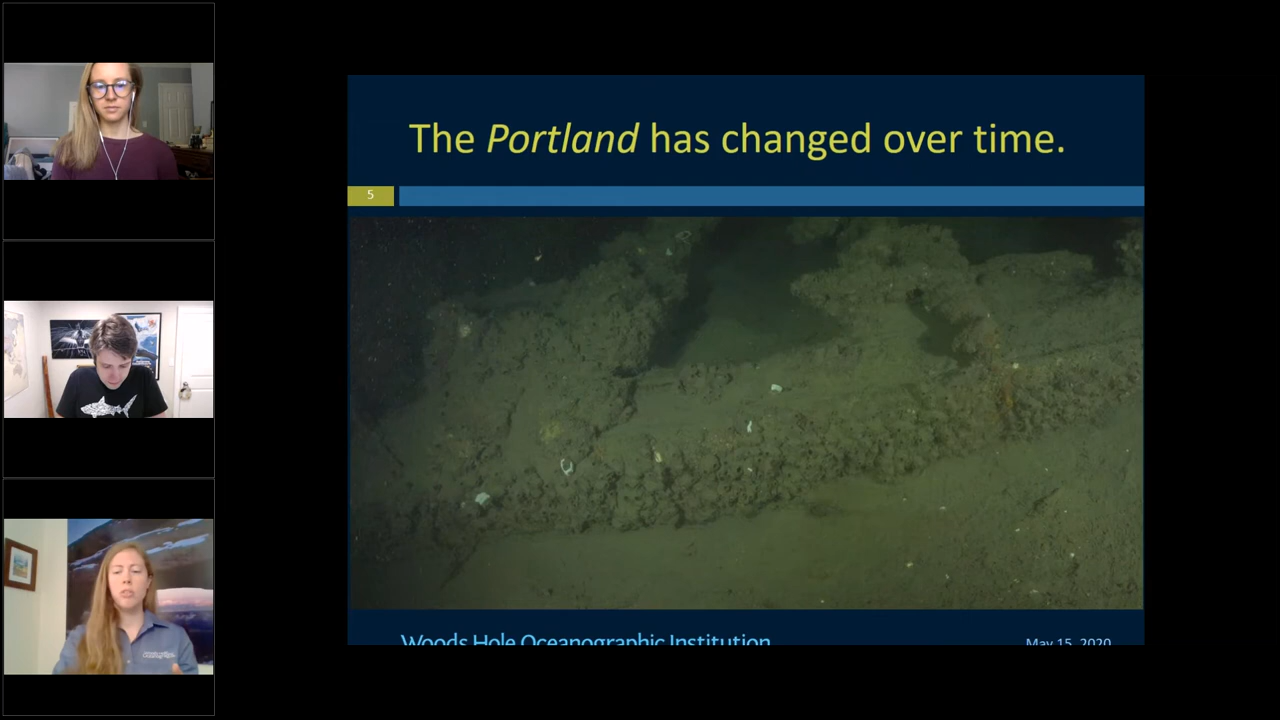 The Portland has changed over time.
5
Woods Hole Oceanographic Institution
May 15, 2020